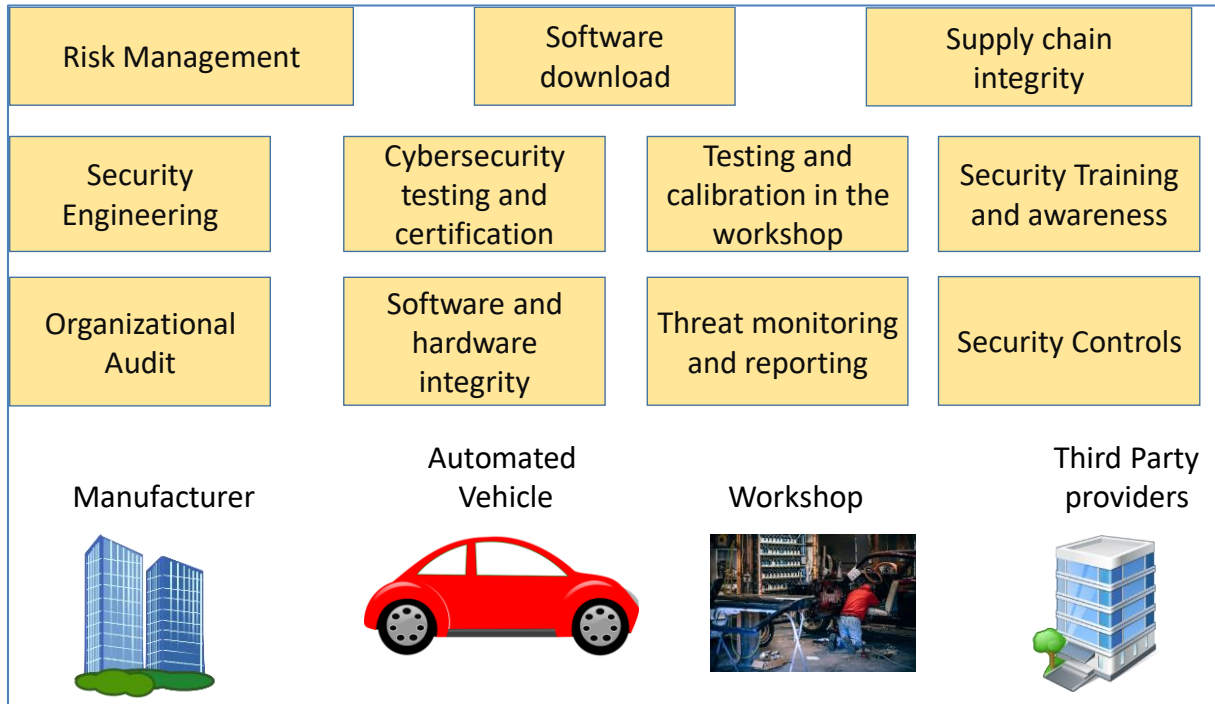 Risk Management
Software
download
Supply chain
integrity
Security
Engineering
Cybersecurity
testing and
certification
Testing and
calibration in the
workshop
Security Training
and awareness
Organizational
Audit
Software and
hardware
integrity
Threat monitoring
and reporting
Security Controls
Manufacturer
Automated
Vehicle
Workshop
Third Party
providers